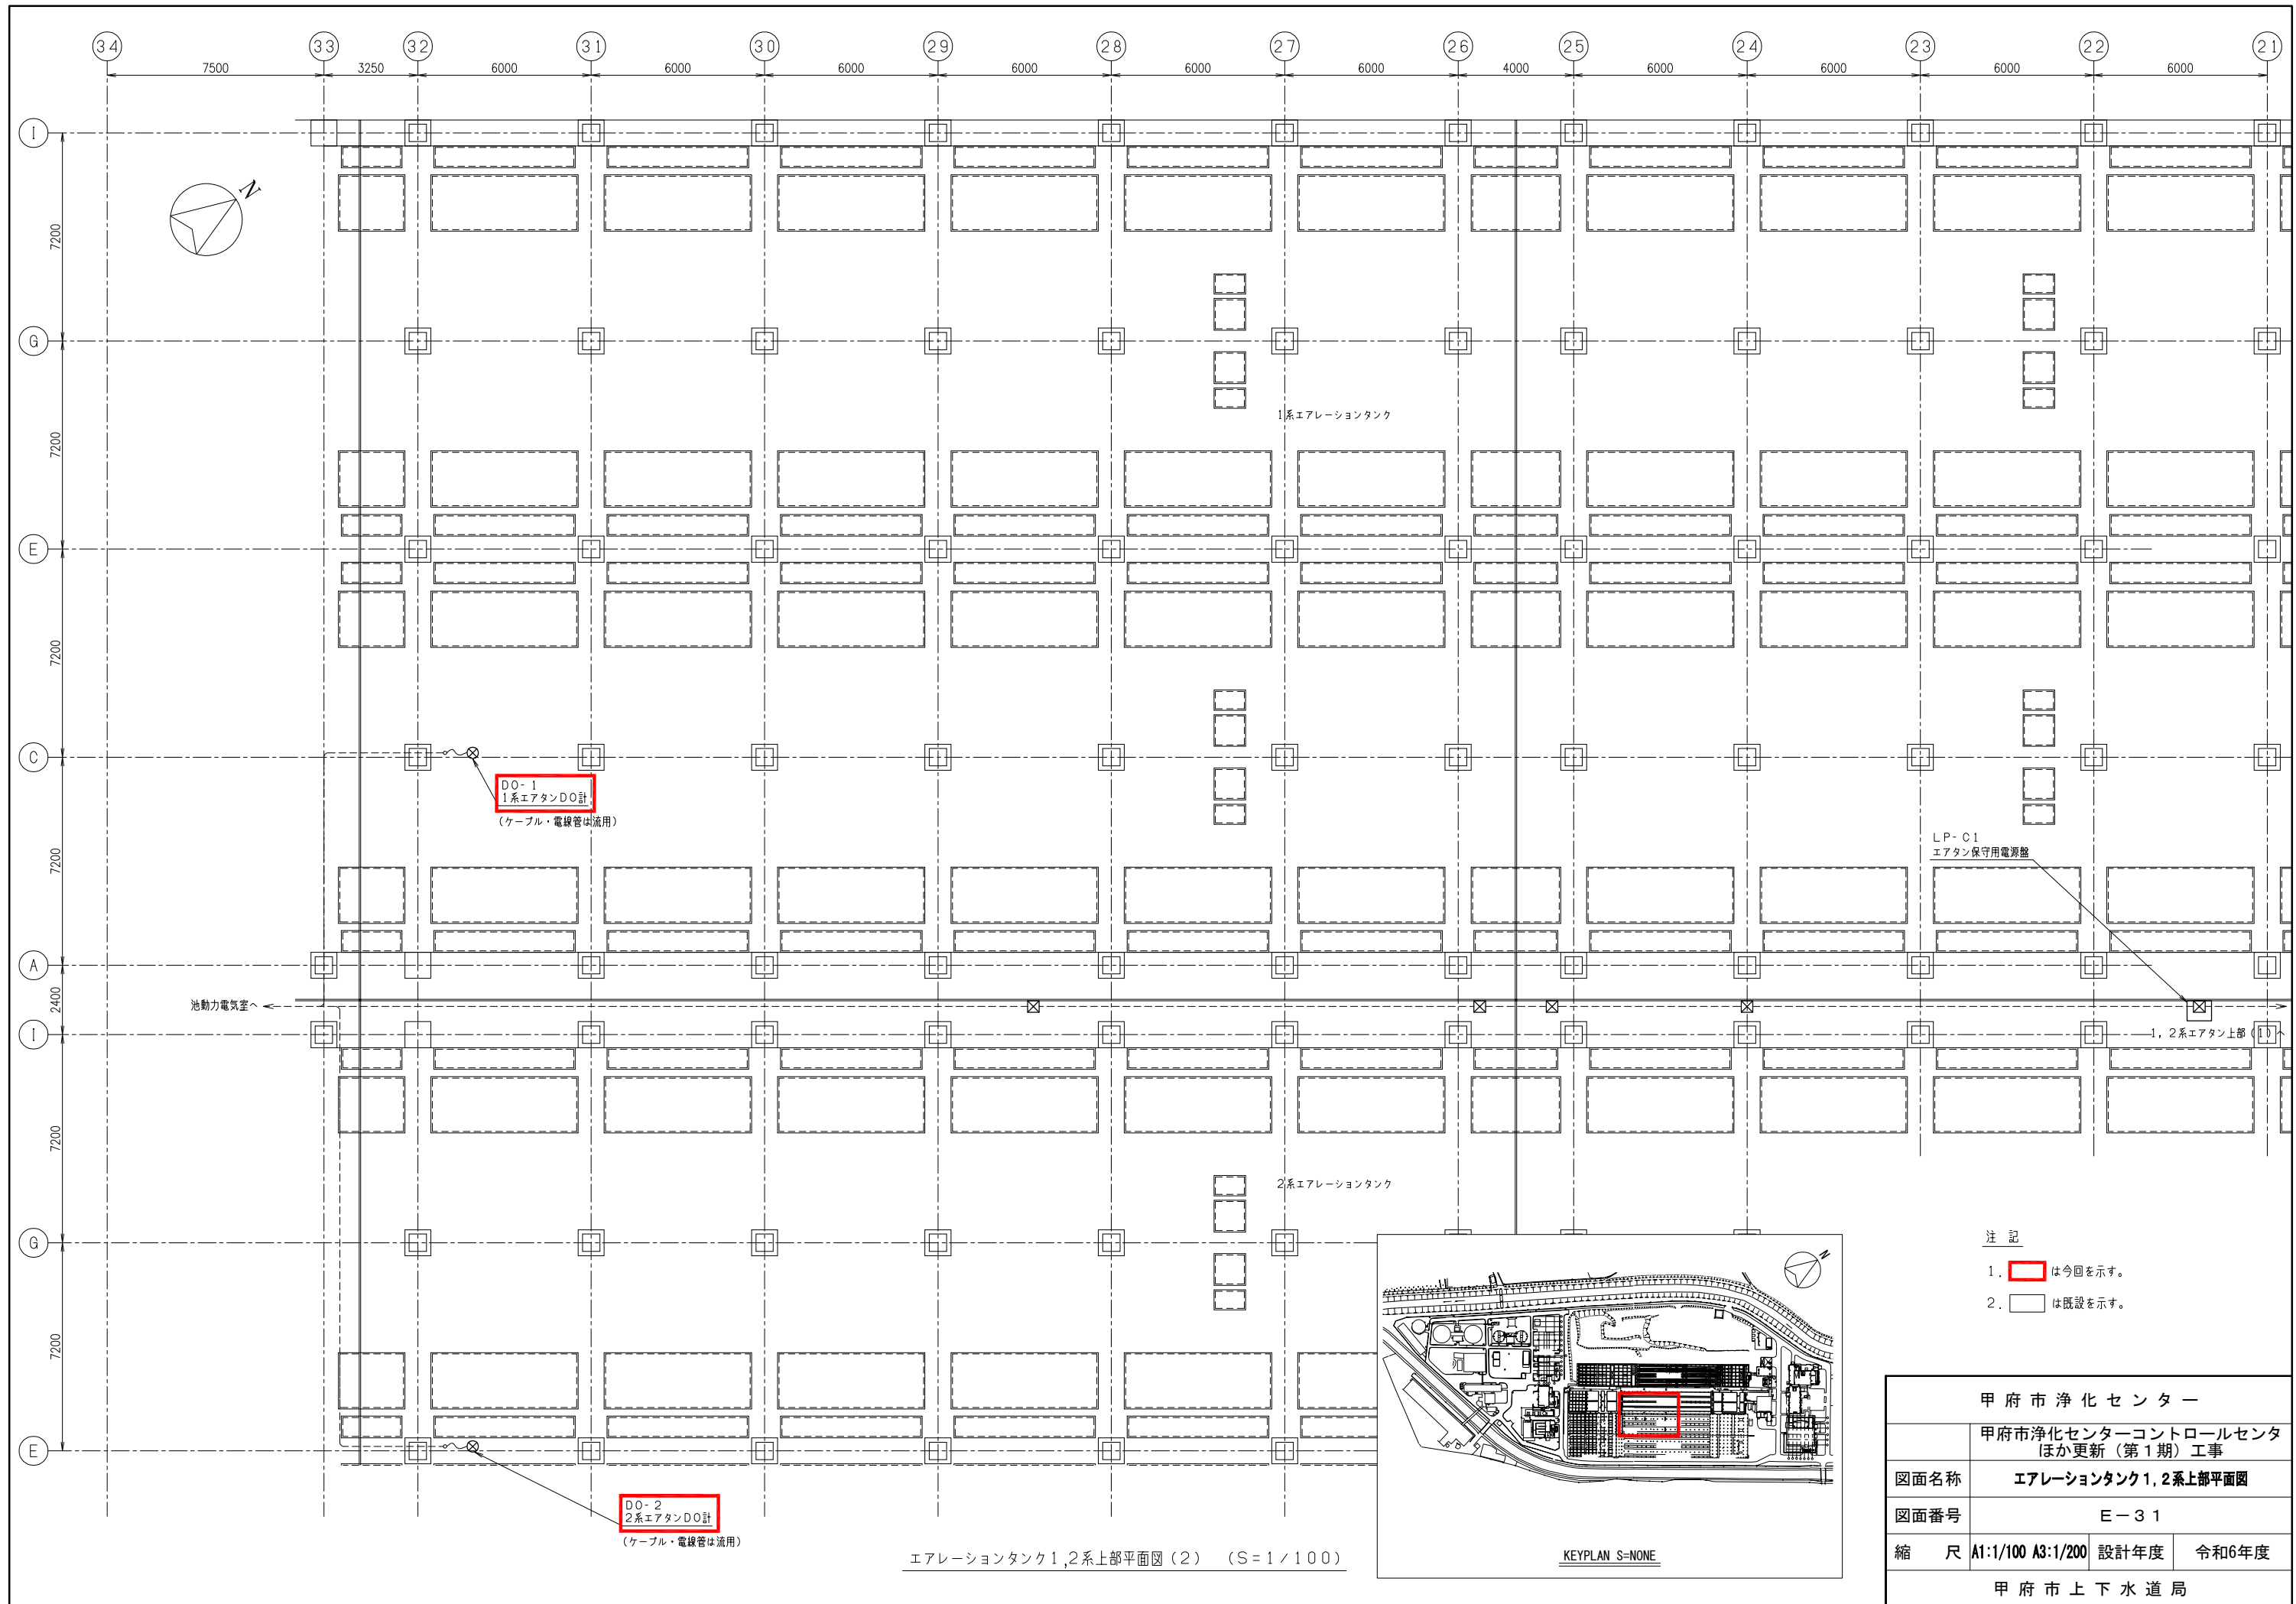 34 33 32 31 30 29 28 27 26 25 24 23 22 21
7500 3250 6000 6000 6000 6000 6000 6000 4000 6000 6000 6000 6000
I
N
7200
G
1系エアレーションタンク
7200
E
7200
C
DO-1
1系エアタンDO計
(ケーブル・電線管は流用)
7200
LP-C1
エアタン保守用電源盤
A
2400
池動力電気室へ
I
1,2系エアタン上部(1)へ
7200
2系エアレーションタンク
G
7200
E
DO-2
2系エアタンDO計
(ケーブル・電線管は流用)
エアレーションタンク1,2系上部平面図(2) (S=1/100)
N
KEYPLAN S=NONE
注 記
1. は今回を示す。
2. は既設を示す。
甲府市浄化センター
甲府市浄化センターコントロールセンタ
ほか更新(第1期)工事
図面名称 エアレーションタンク1,2系上部平面図
図面番号 E-31
縮 尺 A1:1/100 A3:1/200 設計年度 令和6年度
甲府市上下水道局